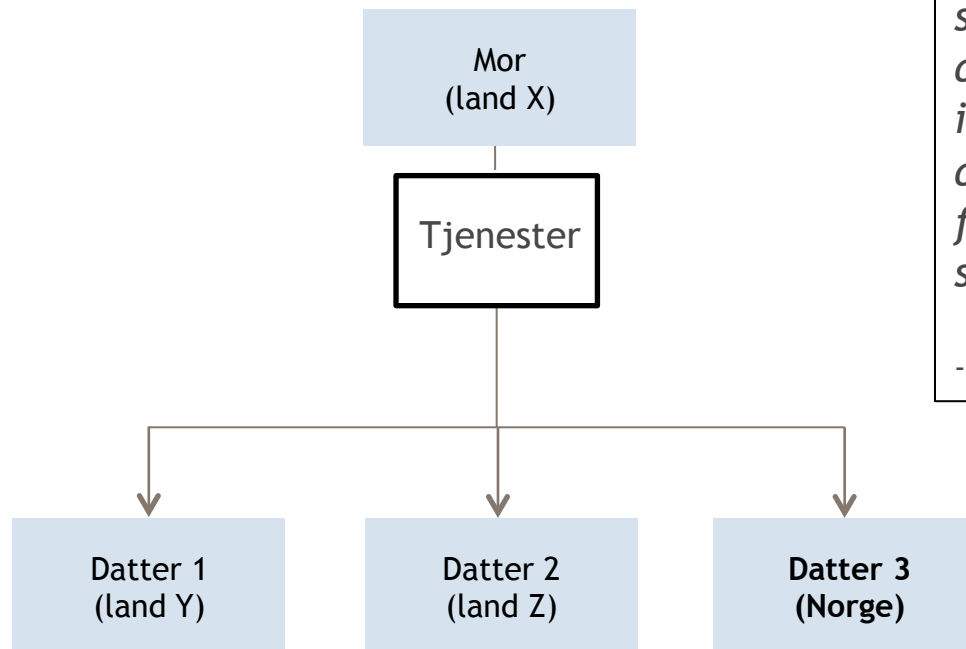 Mor
(land X)
Tjenester
Datter 1
(land Y)
Datter 2
(land Z)
Datter 3
(Norge)